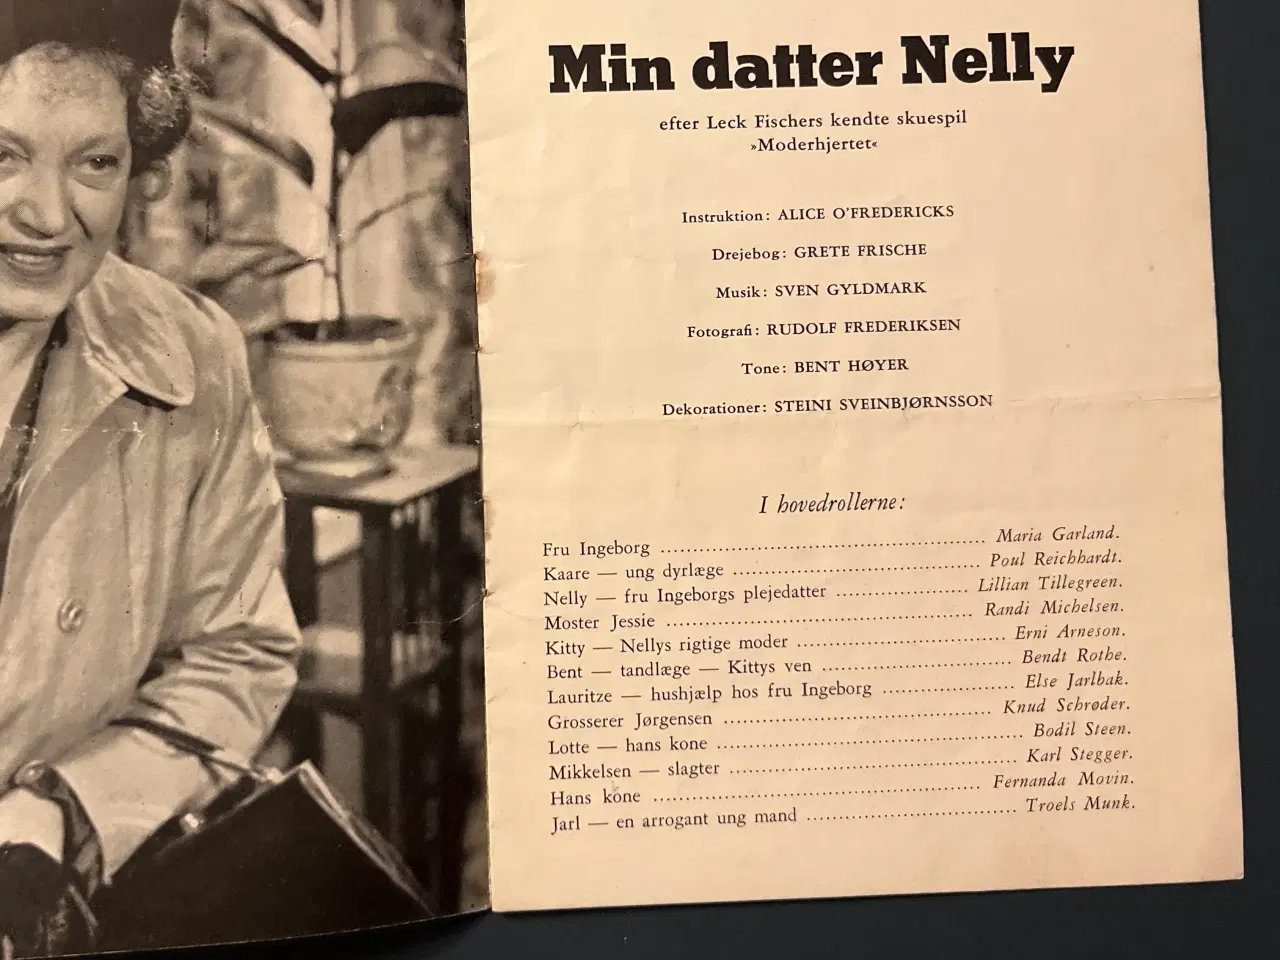 Min datter Nelly
efter Leck Fischers kendte skuespil
»Moderhjertet«
Instruktion: ALICE O'FREDERICKS
Drejebog: GRETE FRISCHE
Musik: SVEN GYLDMARK
Fotografi: RUDOLF FREDERIKSEN
Tone: BENT HØYER
Dekorationer: STEINI SVEINBJØRNSSON
I hovedrollerne:
Fru Ingeborg ........ Maria Garland.
Kaare — ung dyrlæge ........ Poul Reichhardt.
Nelly — fru Ingeborgs plejedatter ........ Lillian Tillegreen.
Moster Jessie ........ Randi Michelsen.
Kitty — Nellys rigtige moder ........ Erni Arneson.
Bent — tandlæge — Kittys ven ........ Bendt Rothe.
Lauritze — hushjælp hos fru Ingeborg ........ Else Jarlbak.
Grosserer Jørgensen ........ Knud Schrøder.
Lotte — hans kone ........ Bodil Steen.
Mikkelsen — slagter ........ Karl Stegger.
Hans kone ........ Fernanda Movin.
Jarl — en arrogant ung mand ........ Troels Munk.